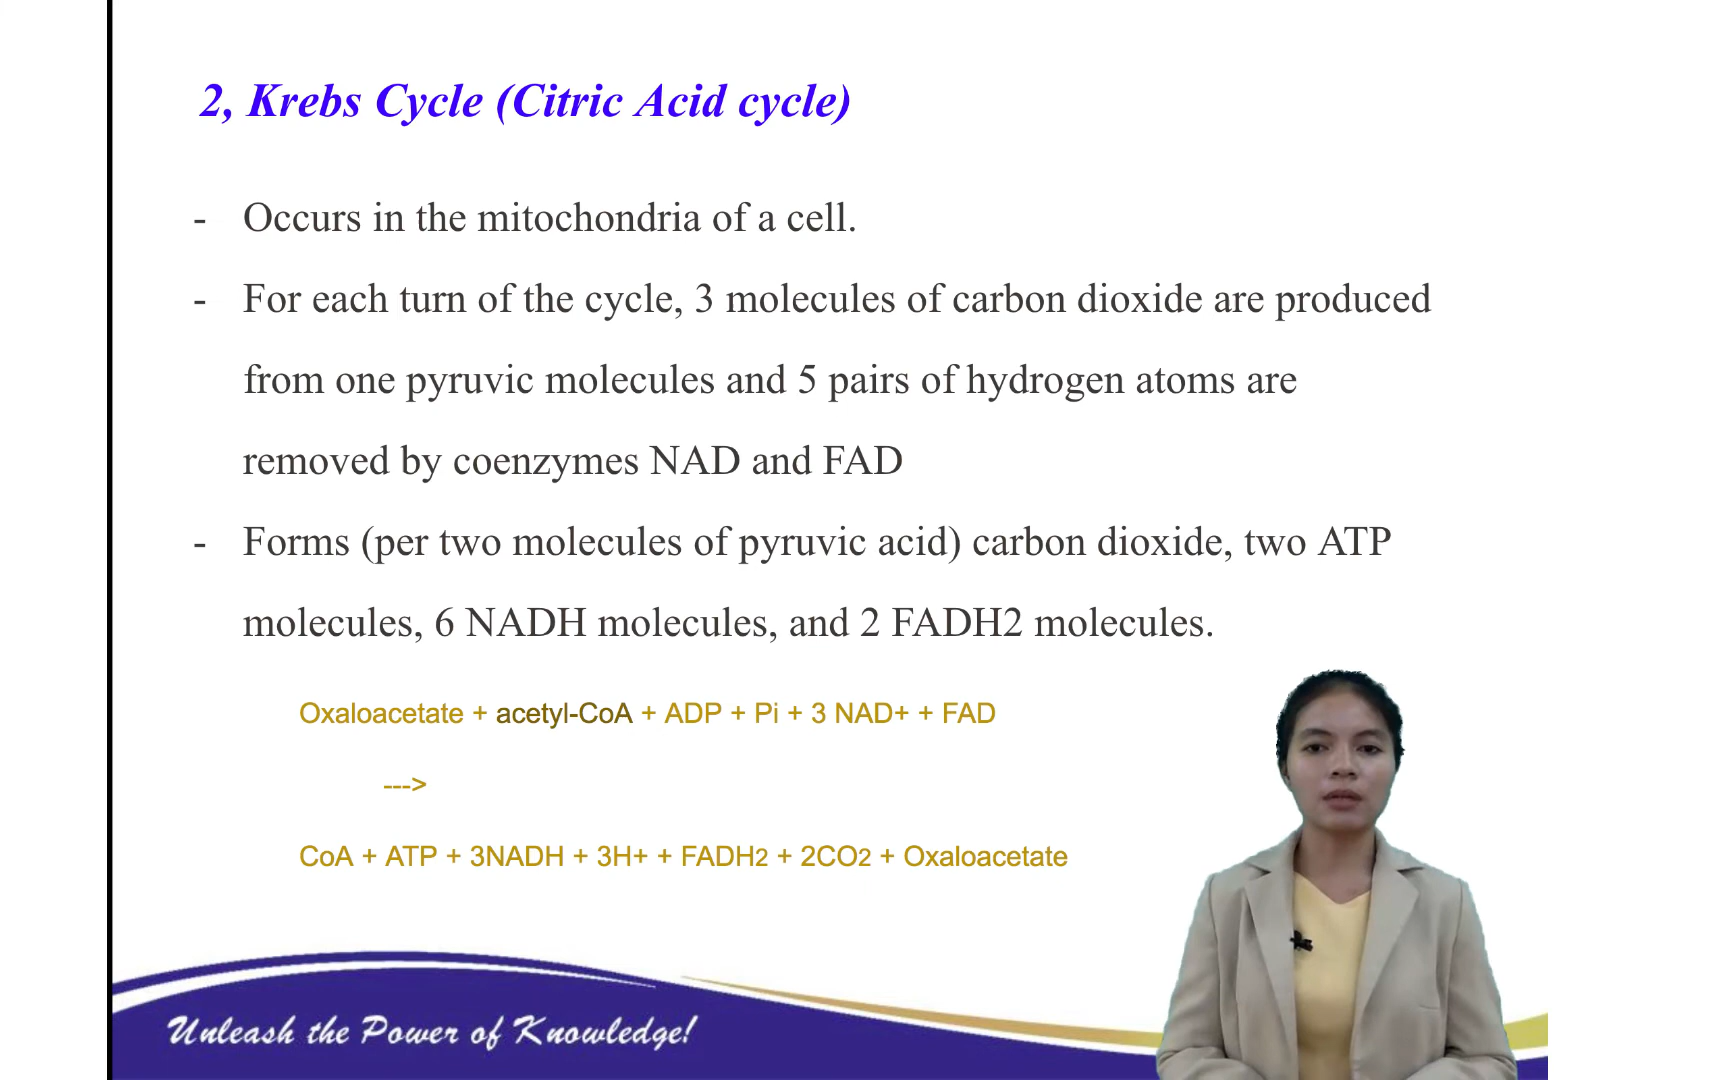 2, Krebs Cycle (Citric Acid cycle)
- Occurs in the mitochondria of a cell.
- For each turn of the cycle, 3 molecules of carbon dioxide are produced
from one pyruvic molecules and 5 pairs of hydrogen atoms are
removed by coenzymes NAD and FAD
- Forms (per two molecules of pyruvic acid) carbon dioxide, two ATP
molecules, 6 NADH molecules, and 2 FADH2 molecules.
Oxaloacetate + acetyl-CoA + ADP + Pi + 3 NAD+ + FAD
--->
CoA + ATP + 3NADH + 3H+ + FADH2 + 2CO2 + Oxaloacetate
Unleash the Power of Knowledge!